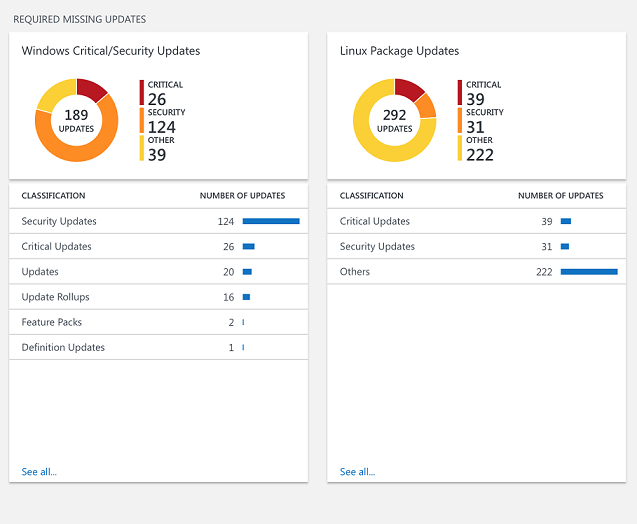 REQUIRED MISSING UPDATES
Windows Critical/Security Updates
189
UPDATES
CRITICAL
26
SECURITY
124
OTHER
39
CLASSIFICATION NUMBER OF UPDATES
Security Updates 124
Critical Updates 26
Updates 20
Update Rollups 16
Feature Packs 2
Definition Updates 1
See all...
Linux Package Updates
292
UPDATES
CRITICAL
39
SECURITY
31
OTHER
222
CLASSIFICATION NUMBER OF UPDATES
Critical Updates 39
Security Updates 31
Others 222
See all...